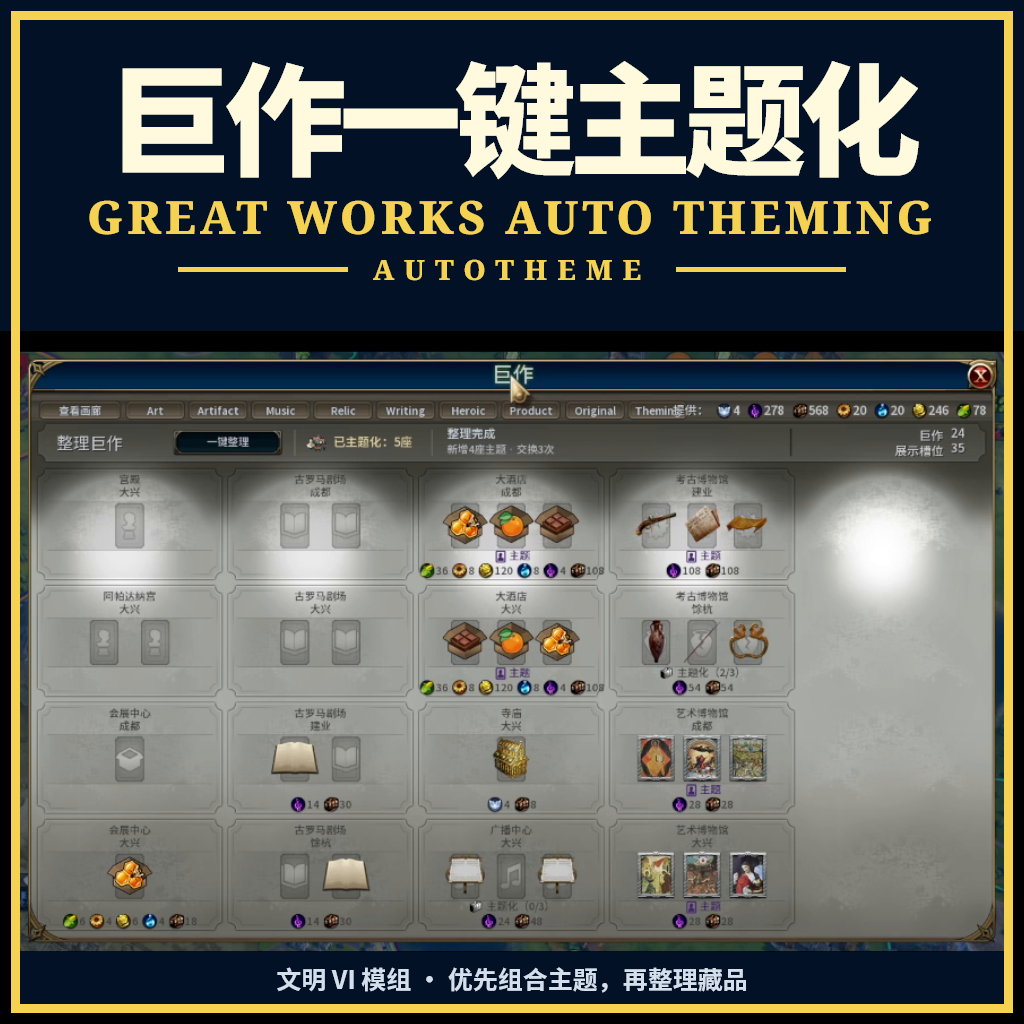 巨作一键主题化
GREAT WORKS AUTO THEMING
AUTOTHEME
巨作
X
查看画廊 Art Artifact Music Relic Writing Heroic Product Original Themin提供： 4 278 568 20 20 246 78
整理巨作 一键整理 已主题化：5座 整理完成 巨作 24
新增4座主题 · 交换3次 展示槽位 35
宫殿 古罗马剧场 大酒店 考古博物馆
大兴 成都 成都 建业
主题 主题
36 8 120 8 4 108 108 108
阿帕达纳宫 古罗马剧场 大酒店 考古博物馆
大兴 大兴 大兴 馀杭
主题 主题化（2/3）
36 8 120 8 4 108 54 54
会展中心 古罗马剧场 寺庙 艺术博物馆
成都 建业 大兴 成都
主题
14 30 4 8 28 28
会展中心 古罗马剧场 广播中心 艺术博物馆
大兴 馀杭 大兴 大兴
主题化（0/3） 主题
6 4 6 4 18 14 30 24 48 28 28
文明 VI 模组 · 优先组合主题，再整理藏品